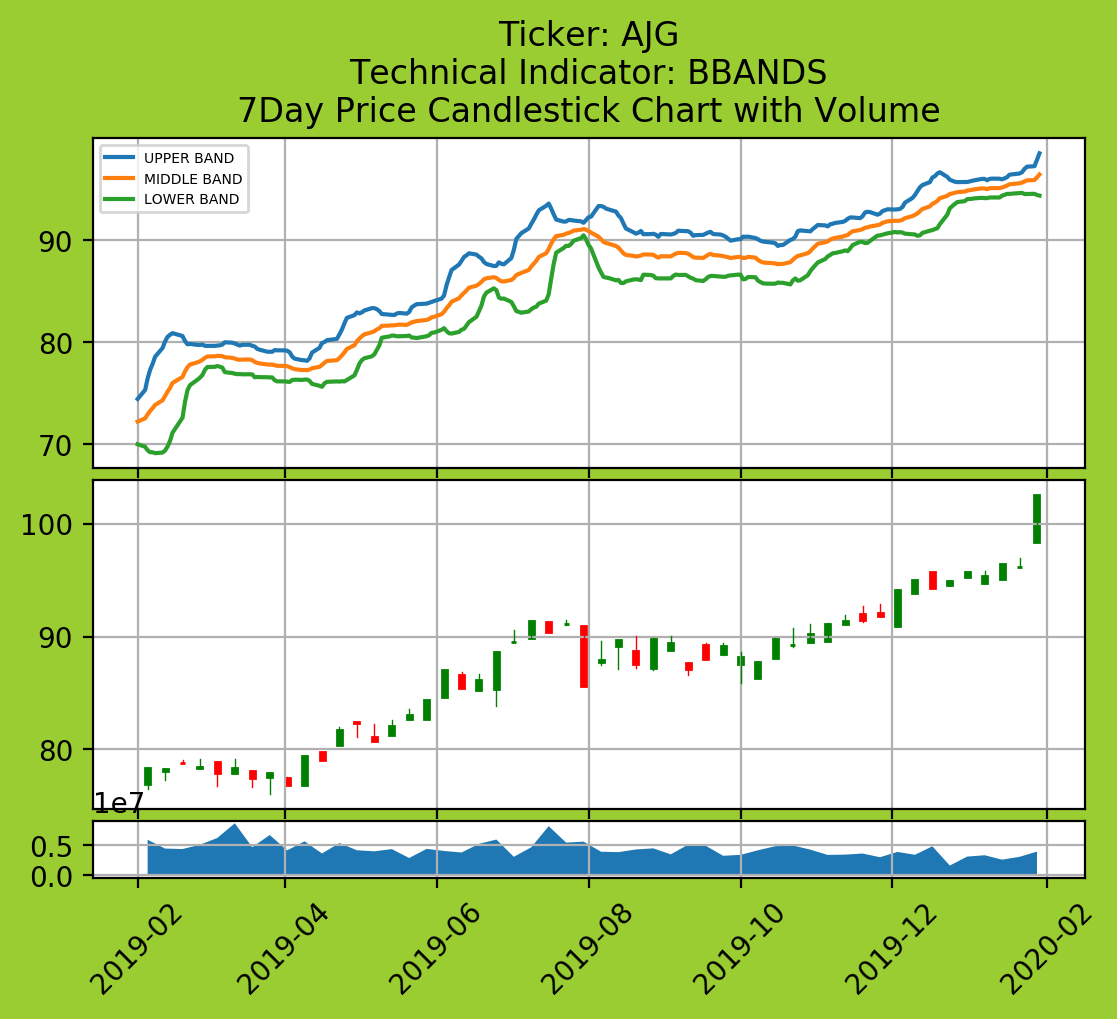 Ticker: AJG
Technical Indicator: BBANDS
7Day Price Candlestick Chart with Volume
UPPER BAND
MIDDLE BAND
LOWER BAND
90
80
70
100
90
80
1e7
0.5
0.0
2019-02
2019-04
2019-06
2019-08
2019-10
2019-12
2020-02